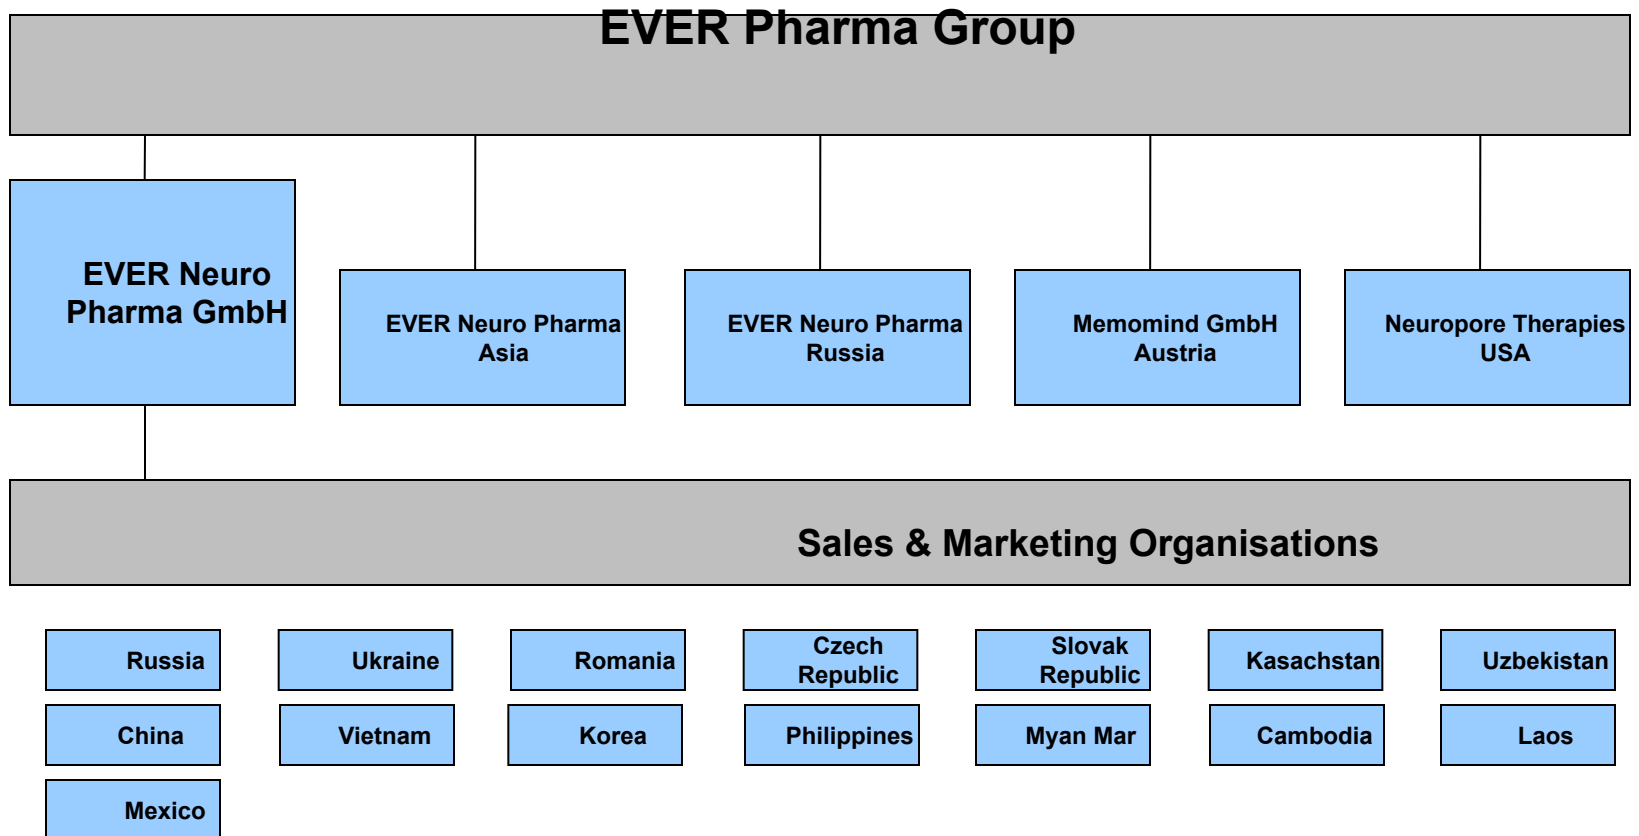 EVER Pharma Group
EVER Neuro
Pharma GmbH
EVER Neuro Pharma
Asia
EVER Neuro Pharma
Russia
Memomind GmbH
Austria
Neuropore Therapies
USA
Sales & Marketing Organisations
Russia
Ukraine
Romania
Czech
Republic
Slovak
Republic
Kasachstan
Uzbekistan
China
Vietnam
Korea
Philippines
Myan Mar
Cambodia
Laos
Mexico